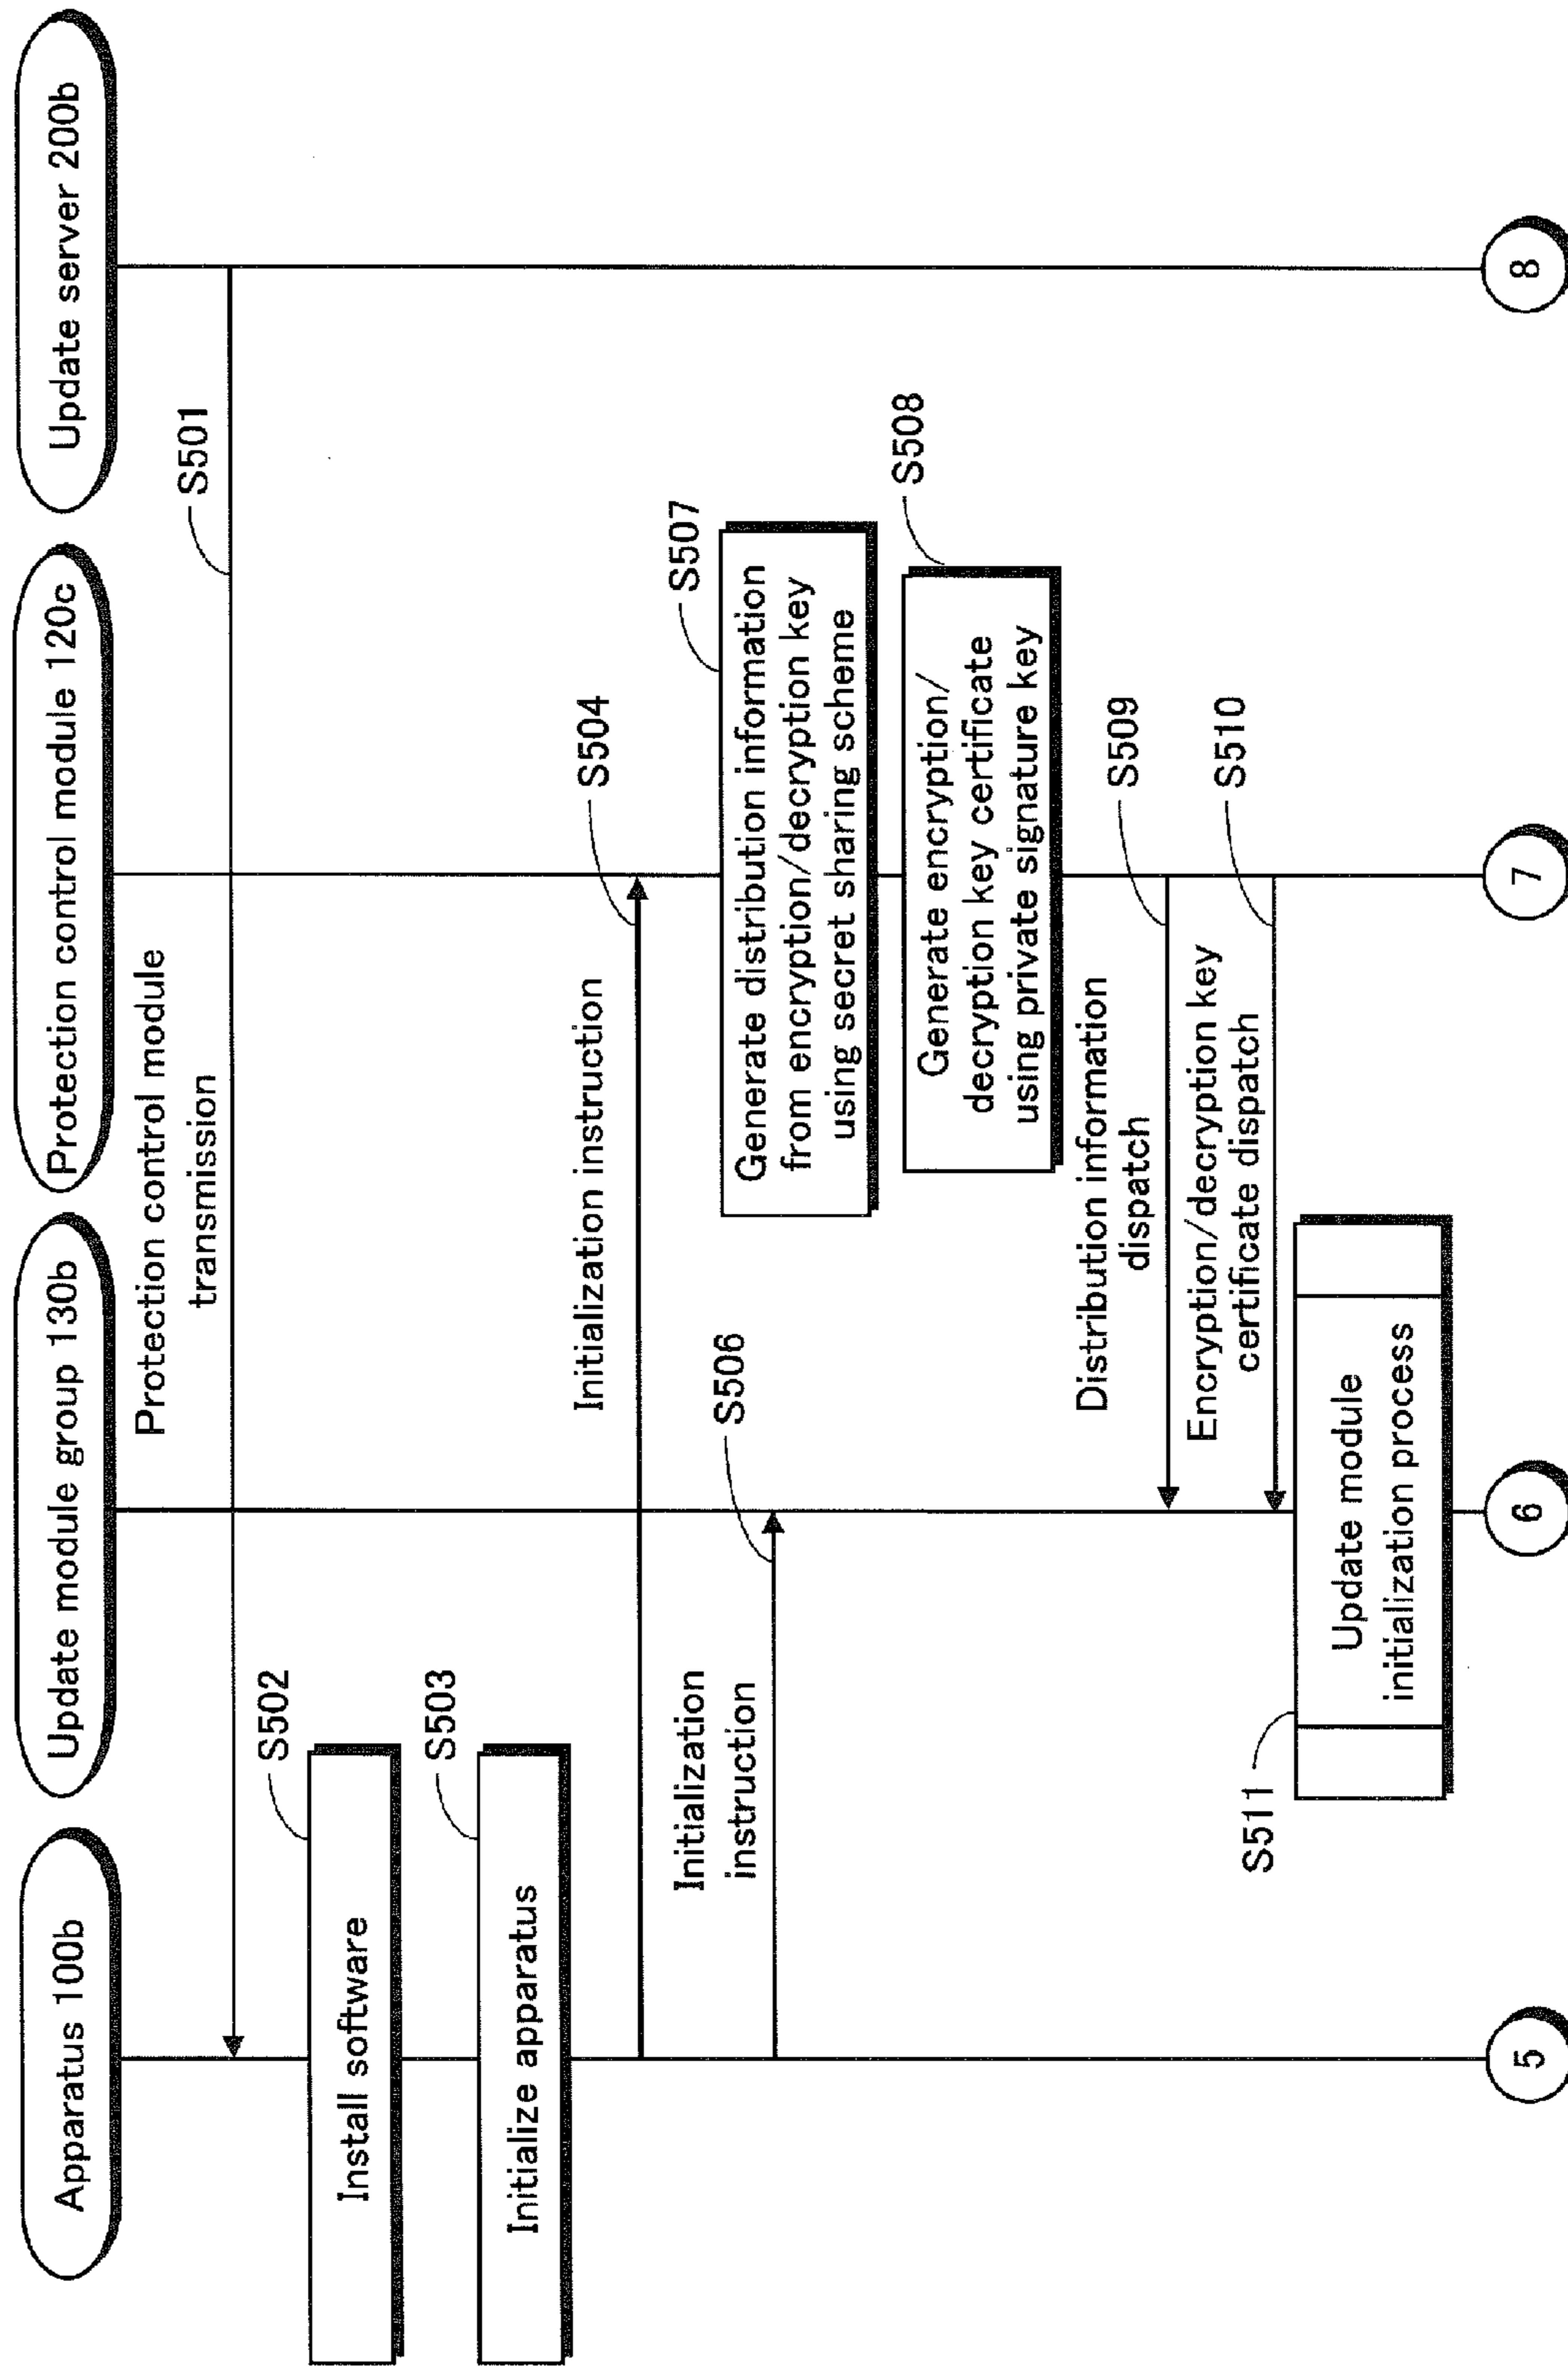 Apparatus 100b
Update module group 130b
Protection control module 120c
Update server 200b
Protection control module
transmission
S501
Install software
S502
Initialize apparatus
S503
Initialization instruction
S504
Initialization
instruction
S506
Generate distribution information
from encryption/decryption key
using secret sharing scheme
S507
Generate encryption/
decryption key certificate
using private signature key
S508
Distribution information
dispatch
S509
Encryption/decryption key
certificate dispatch
S510
S511
Update module
initialization process
5
6
7
8